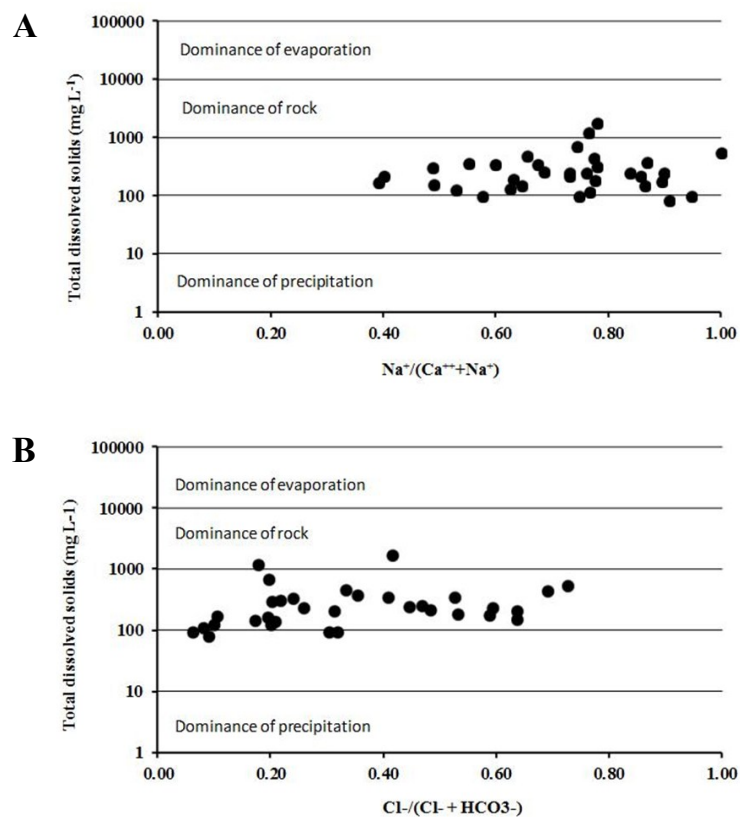 A
100000
Dominance of evaporation
10000
Dominance of rock
1000
100
10
Dominance of precipitation
1
Total dissolved solids (mg L-1)
0.00 0.20 0.40 0.60 0.80 1.00
Na+/(Ca+++Na+)
B
100000
Dominance of evaporation
10000
Dominance of rock
1000
100
10
Dominance of precipitation
1
Total dissolved solids (mg L-1)
0.00 0.20 0.40 0.60 0.80 1.00
Cl-/(Cl- + HCO3-)